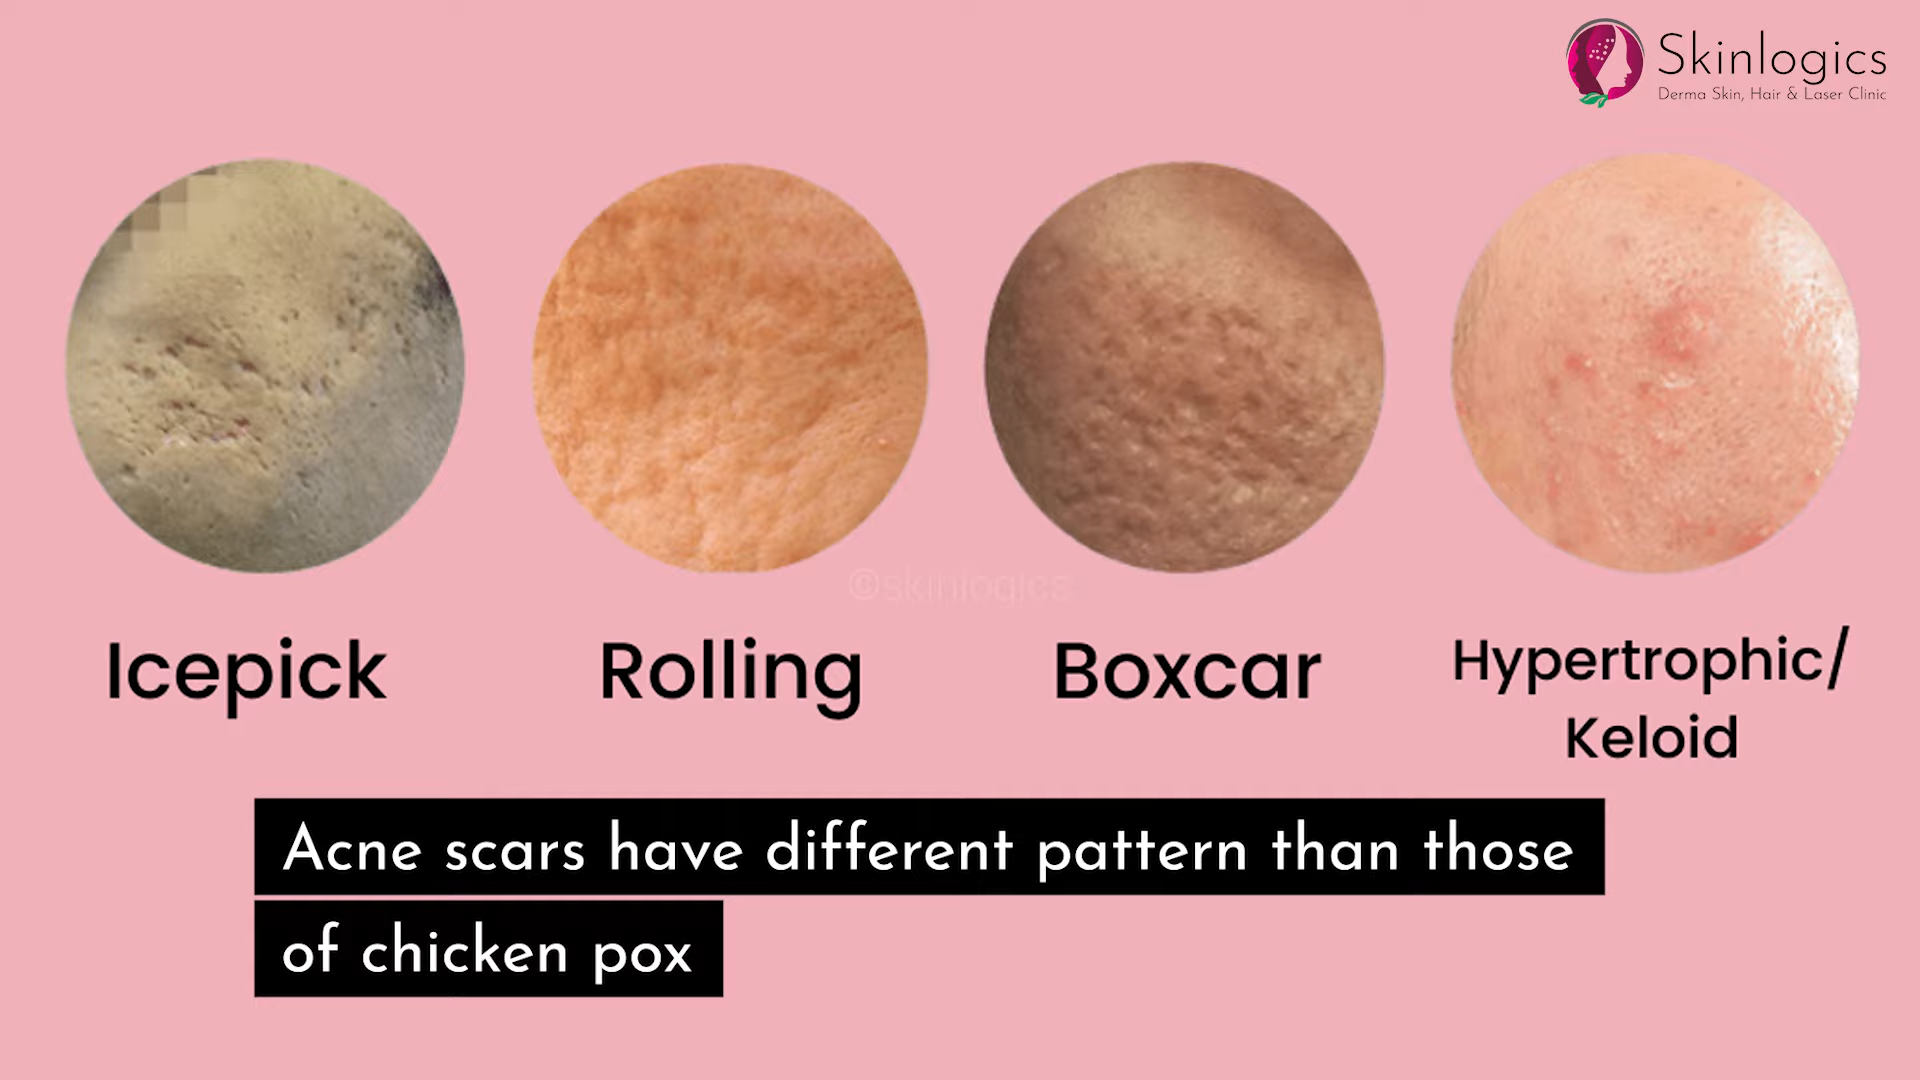 Skinlogics
Derma Skin, Hair & Laser Clinic
©skinlogics
Icepick
Rolling
Boxcar
Hypertrophic/
Keloid
Acne scars have different pattern than those
of chicken pox